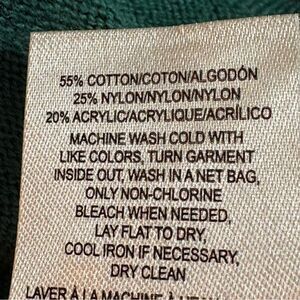 55% COTTON/COTON/ALGODÓN
25% NYLON/NYLON/NYLON
20% ACRYLIC/ACRYLIQUE/ACRÍLICO
MACHINE WASH COLD WITH
LIKE COLORS, TURN GARMENT
INSIDE OUT, WASH IN A NET BAG,
ONLY NON-CHLORINE
BLEACH WHEN NEEDED,
LAY FLAT TO DRY,
COOL IRON IF NECESSARY,
DRY CLEAN
LAVER À LA MACHINE À